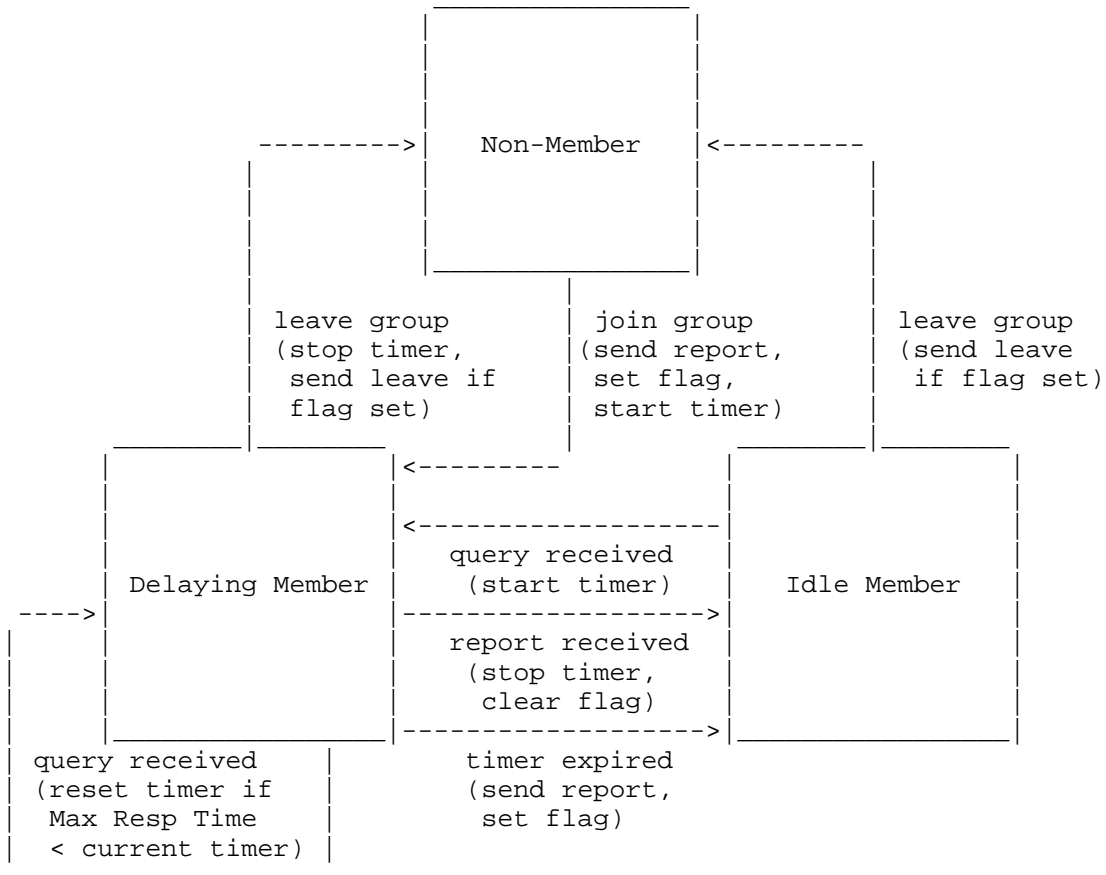 Non-Member
leave group
(stop timer,
send leave if
flag set)
join group
(send report,
set flag,
start timer)
leave group
(send leave
if flag set)
query received
(start timer)
Delaying Member
Idle Member
report received
(stop timer,
clear flag)
query received
(reset timer if
Max Resp Time
< current timer)
timer expired
(send report,
set flag)